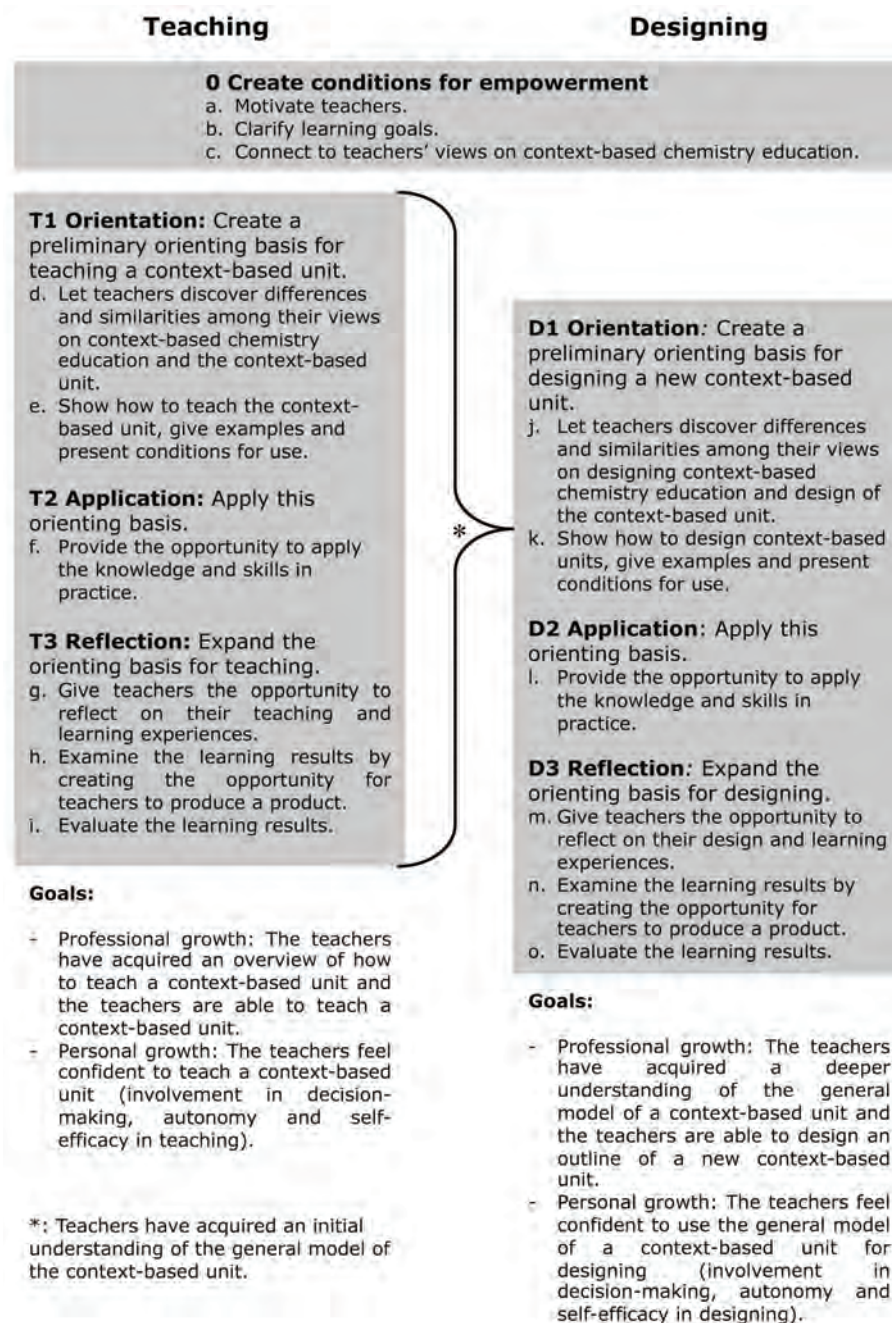 Teaching
Designing
0 Create conditions for empowerment
a. Motivate teachers.
b. Clarify learning goals.
c. Connect to teachers' views on context-based chemistry education.
T1 Orientation: Create a
preliminary orienting basis for
teaching a context-based unit.
d. Let teachers discover differences
and similarities among their views
on context-based chemistry
education and the context-based
unit.
e. Show how to teach the context-
based unit, give examples and
present conditions for use.
T2 Application: Apply this
orienting basis.
f. Provide the opportunity to apply
the knowledge and skills in
practice.
T3 Reflection: Expand the
orienting basis for teaching.
g. Give teachers the opportunity to
reflect on their teaching and
learning experiences.
h. Examine the learning results by
creating the opportunity for
teachers to produce a product.
i. Evaluate the learning results.
Goals:
- Professional growth: The teachers
have acquired an overview of how
to teach a context-based unit and
the teachers are able to teach a
context-based unit.
- Personal growth: The teachers feel
confident to teach a context-based
unit (involvement in decision-
making, autonomy and self-
efficacy in teaching).
*: Teachers have acquired an initial
understanding of the general model of
the context-based unit.
*
D1 Orientation: Create a
preliminary orienting basis for
designing a new context-based
unit.
j. Let teachers discover differences
and similarities among their views
on designing context-based
chemistry education and design of
the context-based unit.
k. Show how to design context-based
units, give examples and present
conditions for use.
D2 Application: Apply this
orienting basis.
l. Provide the opportunity to apply
the knowledge and skills in
practice.
D3 Reflection: Expand the
orienting basis for designing.
m. Give teachers the opportunity to
reflect on their design and learning
experiences.
n. Examine the learning results by
creating the opportunity for
teachers to produce a product.
o. Evaluate the learning results.
Goals:
- Professional growth: The teachers
have acquired a deeper
understanding of the general
model of a context-based unit and
the teachers are able to design an
outline of a new context-based
unit.
- Personal growth: The teachers feel
confident to use the general model
of a context-based unit for
designing (involvement in
decision-making, autonomy and
self-efficacy in designing).